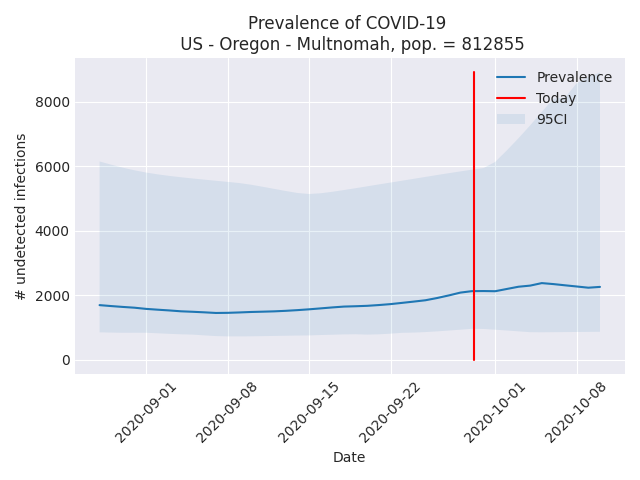 Prevalence of COVID-19
US - Oregon - Multnomah, pop. = 812855
Prevalence
Today
95CI
# undetected infections
8000
6000
4000
2000
0
2020-09-01
2020-09-08
2020-09-15
2020-09-22
2020-10-01
2020-10-08
Date